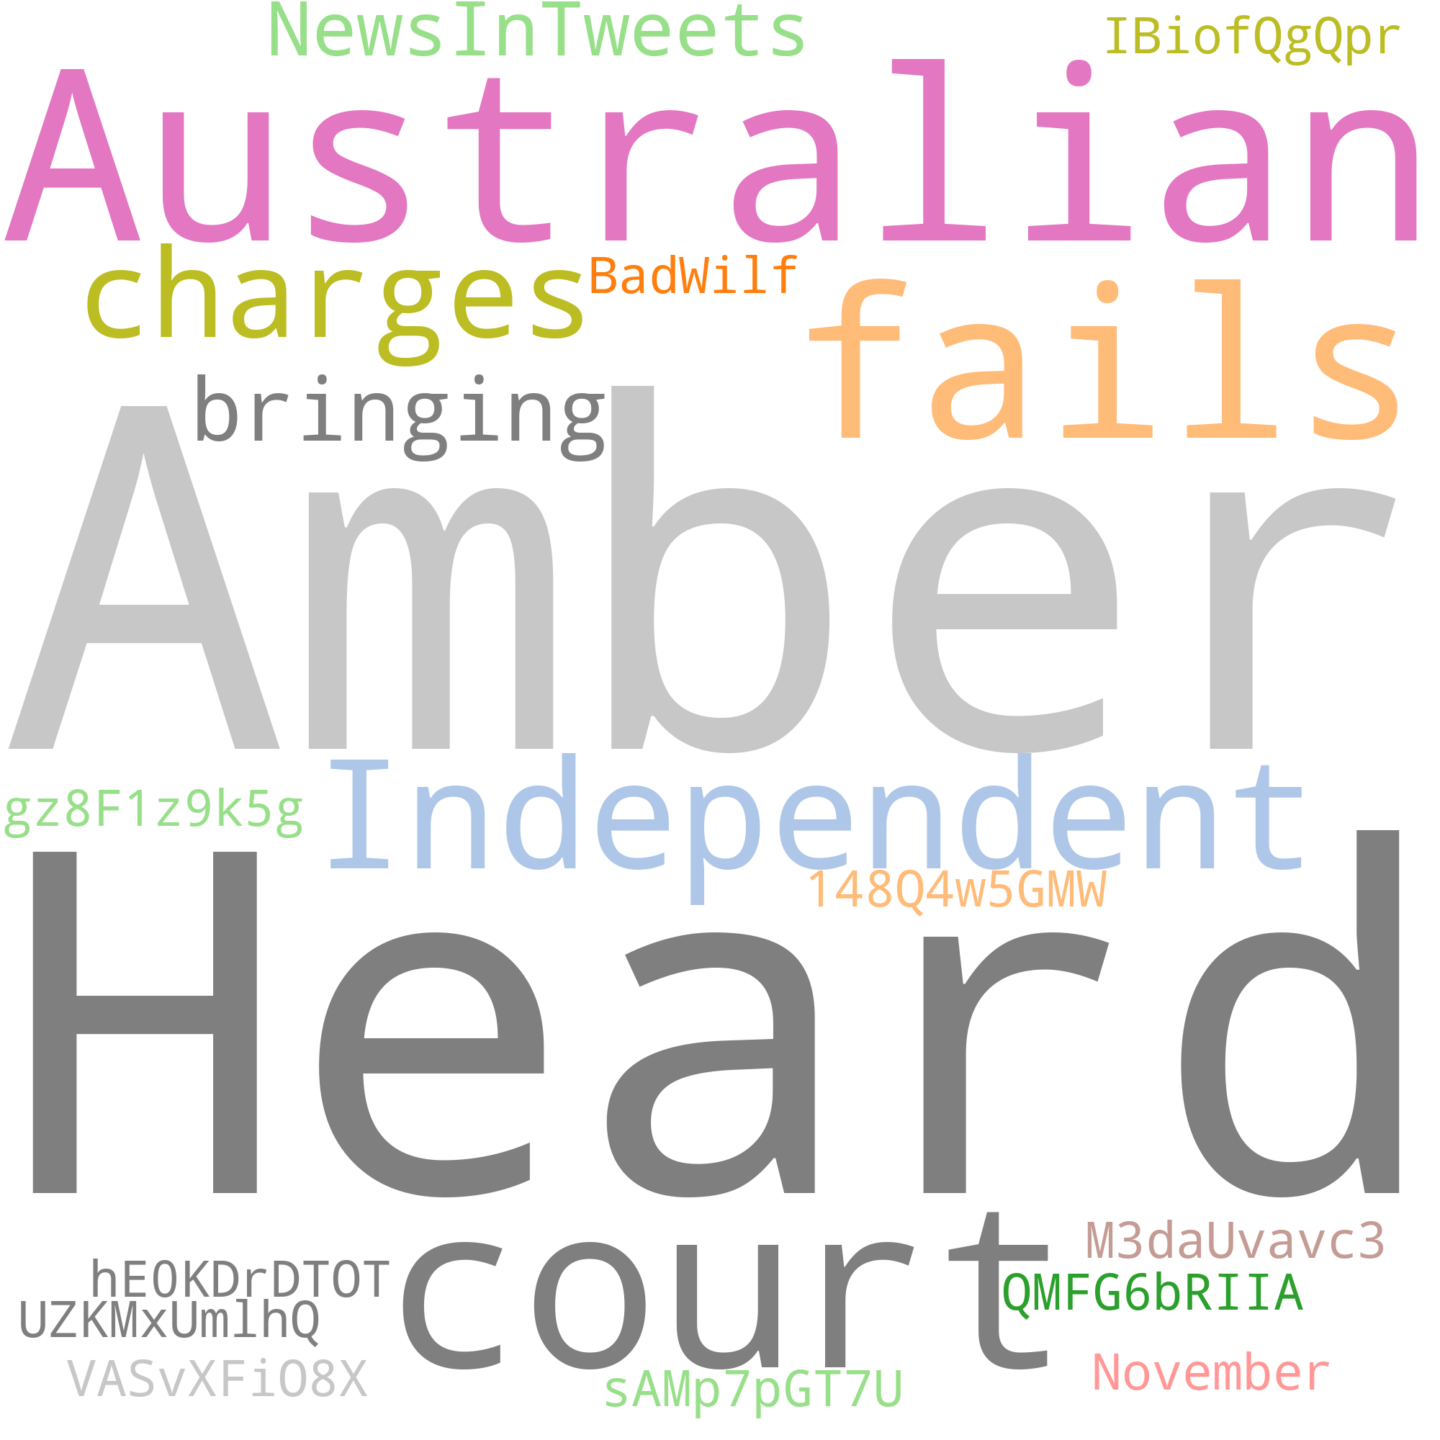 NewsInTweets
IBiofQgQpr
Australian
charges
BadWilf
fails
bringing
Amber
Independent
gz8F1z9k5g
148Q4w5GMW
Heard
court
M3daUvavc3
hE0KDrDTOT
QMFG6bRIIA
UZKMxUmlhQ
VASvXFiO8X
sAMp7pGT7U
November